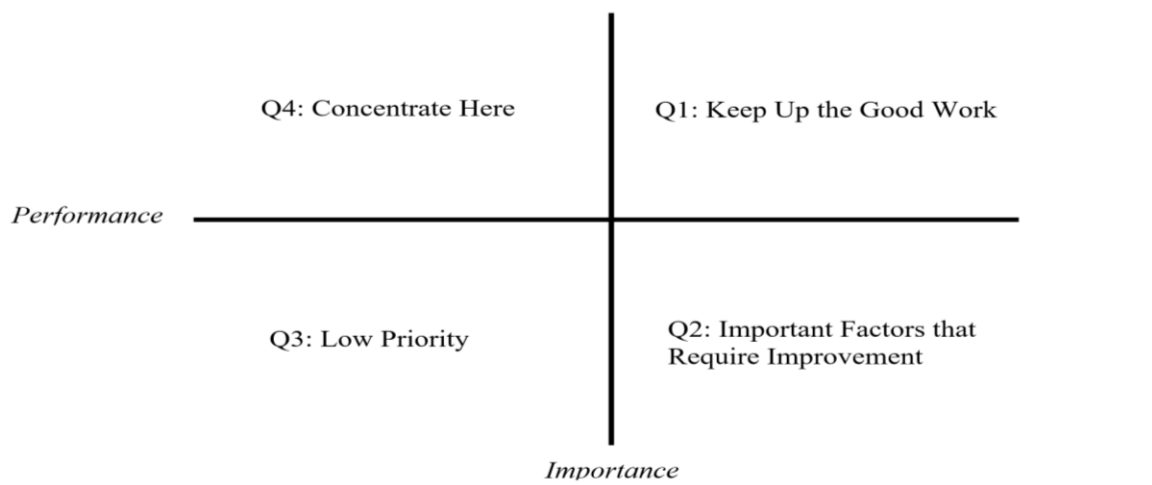 Q4: Concentrate Here
Q1: Keep Up the Good Work
Performance
Q3: Low Priority
Q2: Important Factors that
Require Improvement
Importance